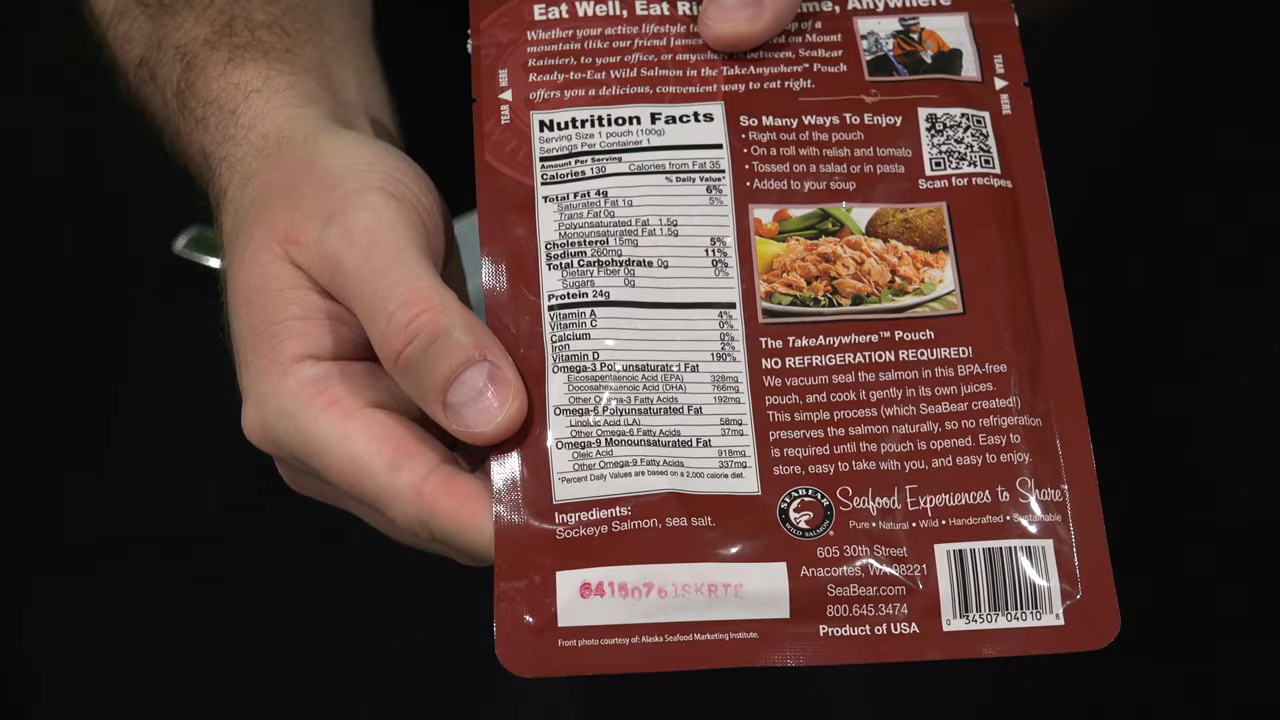 Eat Well, Eat Ri me, Anywhere
Whether your active lifestyle ta op of a
mountain (like our friend James ed on Mount
Rainier), to your office, or anywhere in between, SeaBear
Ready-to-Eat Wild Salmon in the TakeAnywhere™ Pouch
offers you a delicious, convenient way to eat right.
TEAR HERE
TEAR HERE
Nutrition Facts
Serving Size 1 pouch (100g)
Servings Per Container 1
Amount Per Serving
Calories 130 Calories from Fat 35
% Daily Value*
Total Fat 4g 6%
Saturated Fat 1g 5%
Trans Fat 0g
Polyunsaturated Fat 1.5g
Monounsaturated Fat 1.5g
Cholesterol 15mg 5%
Sodium 260mg 11%
Total Carbohydrate 0g 0%
Dietary Fiber 0g 0%
Sugars 0g
Protein 24g
Vitamin A 4%
Vitamin C 0%
Calcium 0%
Iron 2%
Vitamin D 190%
Omega-3 Polyunsaturated Fat
Eicosapentaenoic Acid (EPA) 328mg
Docosahexaenoic Acid (DHA) 766mg
Other Omega-3 Fatty Acids 192mg
Omega-6 Polyunsaturated Fat
Linoleic Acid (LA) 58mg
Other Omega-6 Fatty Acids 37mg
Omega-9 Monounsaturated Fat
Oleic Acid 918mg
Other Omega-9 Fatty Acids 337mg
*Percent Daily Values are based on a 2,000 calorie diet.
Ingredients:
Sockeye Salmon, sea salt.
Front photo courtesy of: Alaska Seafood Marketing Institute.
So Many Ways To Enjoy
• Right out of the pouch
• On a roll with relish and tomato
• Tossed on a salad or in pasta
• Added to your soup
Scan for recipes
The TakeAnywhere™ Pouch
NO REFRIGERATION REQUIRED!
We vacuum seal the salmon in this BPA-free
pouch, and cook it gently in its own juices.
This simple process (which SeaBear created!)
preserves the salmon naturally, so no refrigeration
is required until the pouch is opened. Easy to
store, easy to take with you, and easy to enjoy.
SEABEAR
WILD SALMON
Seafood Experiences to Share™
Pure • Natural • Wild • Handcrafted • Sustainable
605 30th Street
Anacortes, WA 98221
SeaBear.com
800.645.3474
Product of USA
0 34507 04010 8